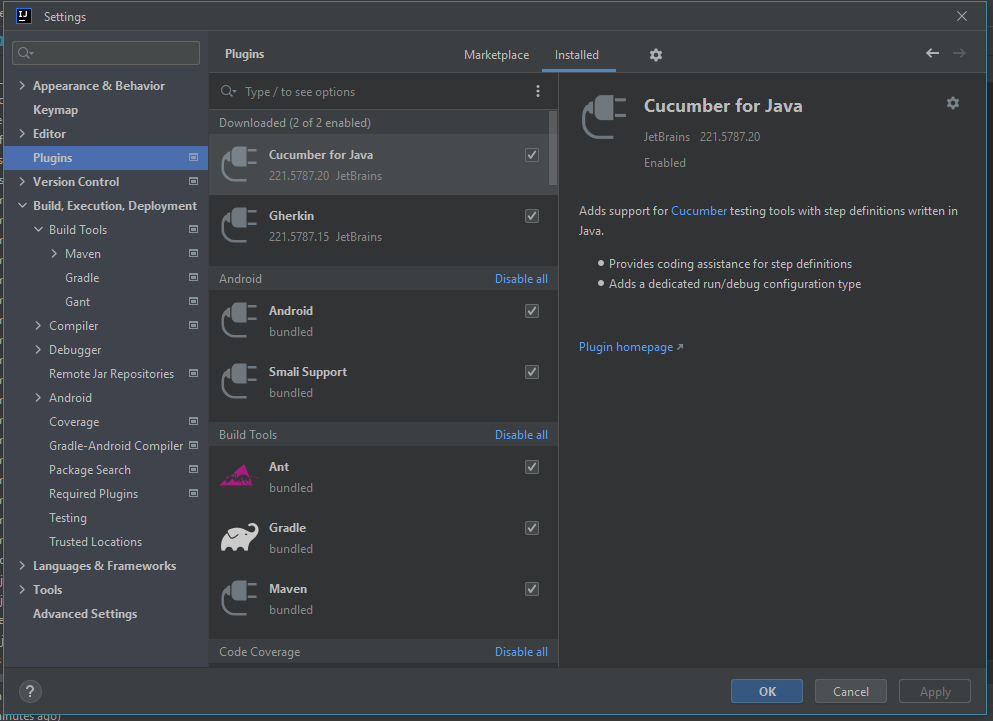 Settings
Appearance & Behavior
Keymap
Editor
Plugins
Version Control
Build, Execution, Deployment
Build Tools
Maven
Gradle
Gant
Compiler
Debugger
Remote Jar Repositories
Android
Coverage
Gradle-Android Compiler
Package Search
Required Plugins
Testing
Trusted Locations
Languages & Frameworks
Tools
Advanced Settings
Plugins
Marketplace
Installed
Type / to see options
Downloaded (2 of 2 enabled)
Cucumber for Java
221.5787.20 JetBrains
Gherkin
221.5787.15 JetBrains
Android Disable all
Android
bundled
Smali Support
bundled
Build Tools Disable all
Ant
bundled
Gradle
bundled
Maven
bundled
Code Coverage Disable all
Cucumber for Java
JetBrains 221.5787.20
Enabled
Adds support for Cucumber testing tools with step definitions written in
Java.
Provides coding assistance for step definitions
Adds a dedicated run/debug configuration type
Plugin homepage
?
OK
Cancel
Apply
minutes ago)